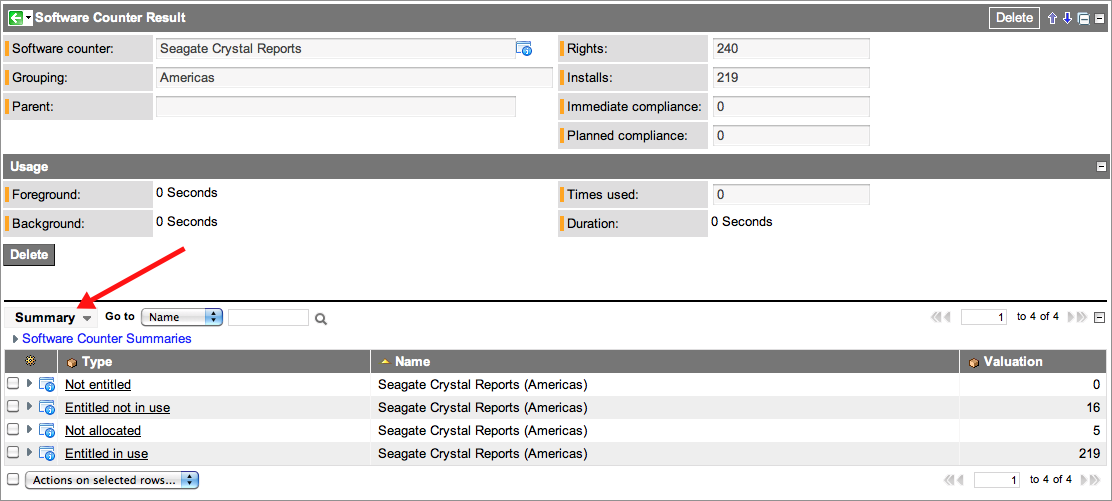 Software Counter Result Delete
Software counter: Seagate Crystal Reports Rights: 240
Grouping: Americas Installs: 219
Parent: Immediate compliance: 0
Planned compliance: 0
Usage
Foreground: 0 Seconds Times used: 0
Background: 0 Seconds Duration: 0 Seconds
Delete
Summary Go to Name 1 to 4 of 4
Software Counter Summaries
Type Name Valuation
Not entitled Seagate Crystal Reports (Americas) 0
Entitled not in use Seagate Crystal Reports (Americas) 16
Not allocated Seagate Crystal Reports (Americas) 5
Entitled in use Seagate Crystal Reports (Americas) 219
Actions on selected rows... 1 to 4 of 4